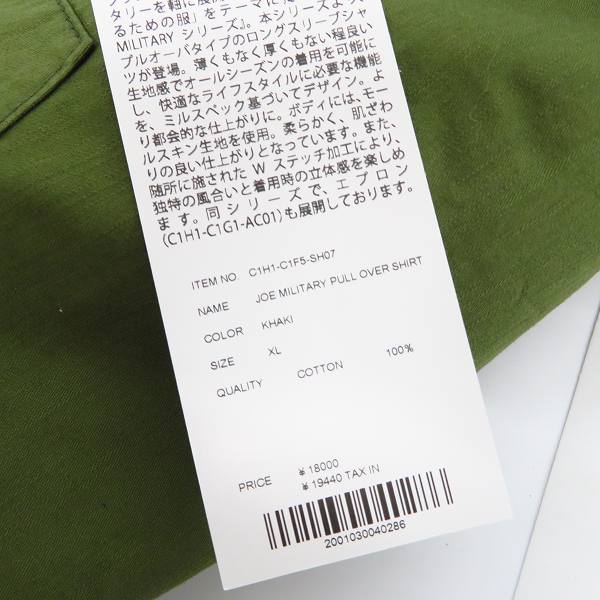 タリーを軸に展開
るための服」をテーマに
MILITARY シリーズ』。本シリーズよ
プルオーバタイプのロングスリーブシャ
ツが登場。薄くもなく厚くもない程良い
生地感でオールシーズンの着用を可能に
し、快適なライフスタイルに必要な機能
を、ミルスペック基づいてデザイン。よ
り都会的な仕上がりに。ボディには、モー
ルスキン生地を使用。柔らかく、肌ざわ
りの良い仕上がりとなっています。また、
随所に施された W ステッチ加工により、
独特の風合いと着用時の立体感を楽しめ
ます。同シリーズで、エプロン
(C1H1-C1G1-AC01)も展開しております。
ITEM NO. C1H1-C1F5-SH07
NAME JOE MILITARY PULL OVER SHIRT
COLOR KHAKI
SIZE XL
QUALITY COTTON 100%
PRICE ¥ 18000
¥ 19440 TAX IN
2001030040286